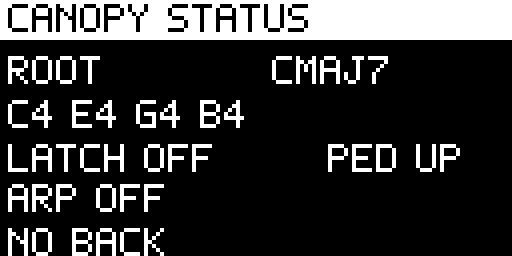 CANOPY STATUS
ROOT CMAJ7
C4 E4 G4 B4
LATCH OFF PED UP
ARP OFF
NO BACK